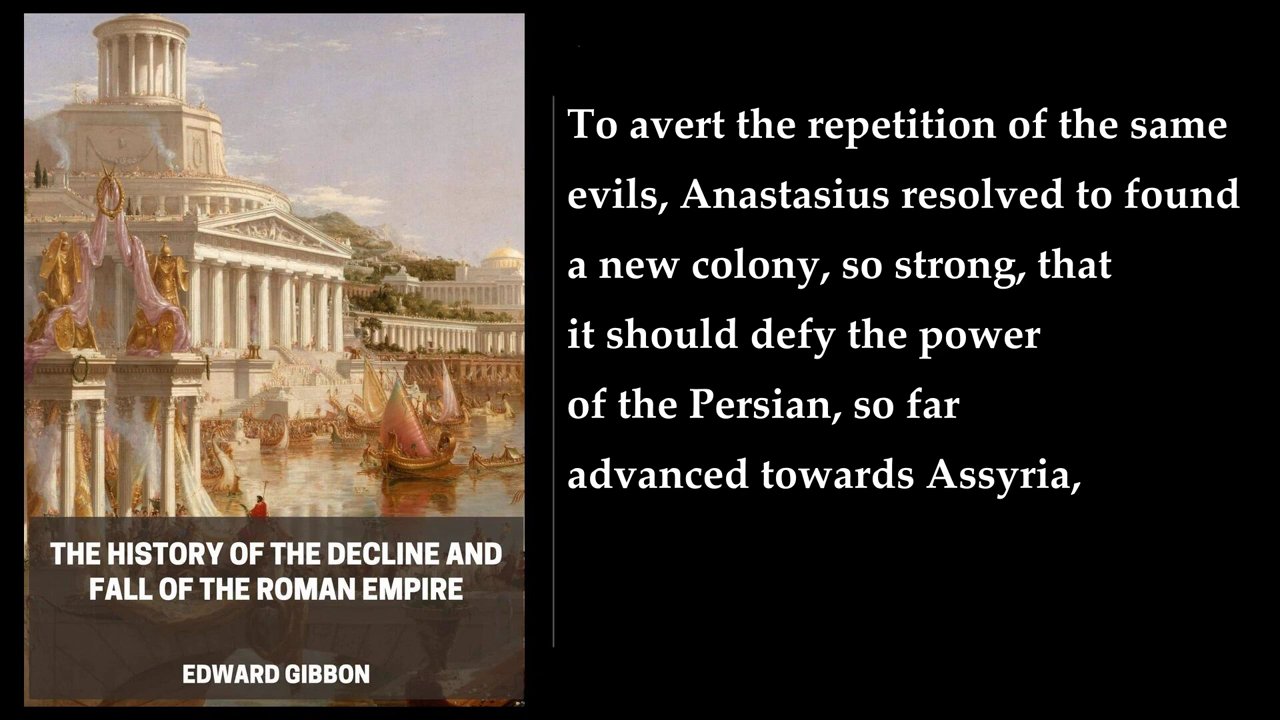 To avert the repetition of the same
evils, Anastasius resolved to found
a new colony, so strong, that
it should defy the power
of the Persian, so far
advanced towards Assyria,
THE HISTORY OF THE DECLINE AND
FALL OF THE ROMAN EMPIRE
EDWARD GIBBON